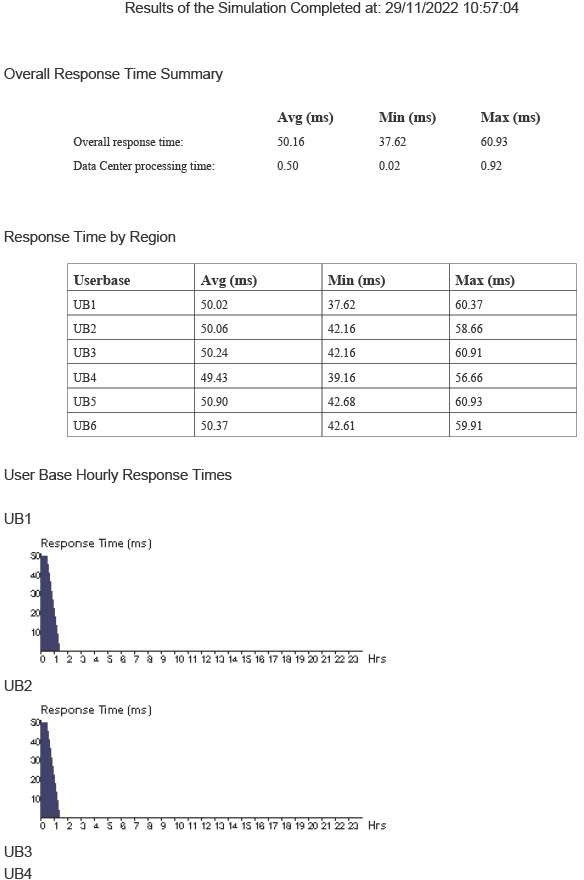 Results of the Simulation Completed at: 29/11/2022 10:57:04
Overall Response Time Summary
Avg (ms) Min (ms) Max (ms)
Overall response time: 50.16 37.62 60.93
Data Center processing time: 0.50 0.02 0.92
Response Time by Region
Userbase Avg (ms) Min (ms) Max (ms)
UB1 50.02 37.62 60.37
UB2 50.06 42.16 58.66
UB3 50.24 42.16 60.91
UB4 49.43 39.16 56.66
UB5 50.90 42.68 60.93
UB6 50.37 42.61 59.91
User Base Hourly Response Times
UB1
Response Time (ms)
50
40
30
20
10
0 1 2 3 4 5 6 7 8 9 10 11 12 13 14 15 16 17 18 19 20 21 22 23 Hrs
UB2
Response Time (ms)
50
40
30
20
10
0 1 2 3 4 5 6 7 8 9 10 11 12 13 14 15 16 17 18 19 20 21 22 23 Hrs
UB3
UB4